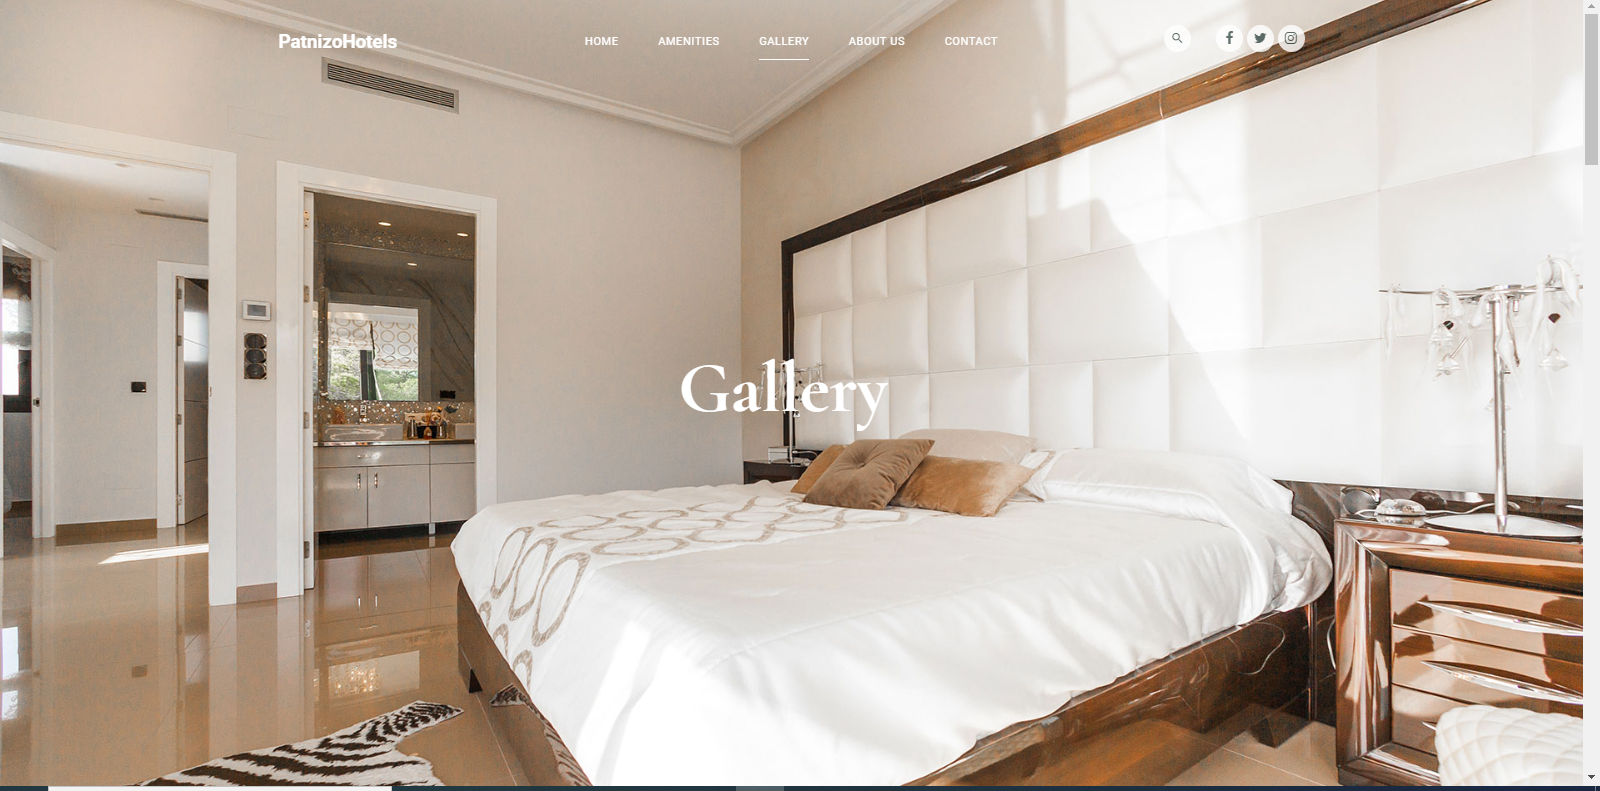 PatnizoHotels
HOME
AMENITIES
GALLERY
ABOUT US
CONTACT
Gallery